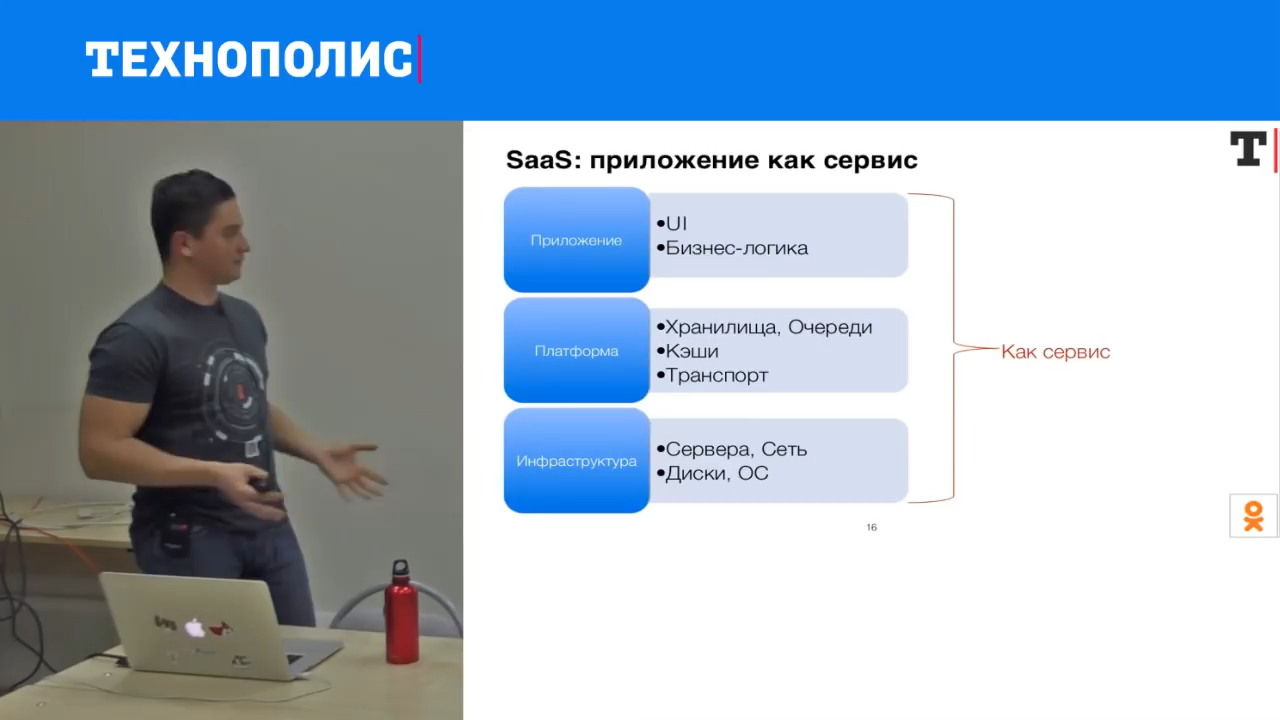 ТЕХНОПОЛИС
SaaS: приложение как сервис
Т
Приложение
•UI
•Бизнес-логика
Платформа
•Хранилища, Очереди
•Кэши
•Транспорт
Как сервис
Инфраструктура
•Сервера, Сеть
•Диски, ОС
16